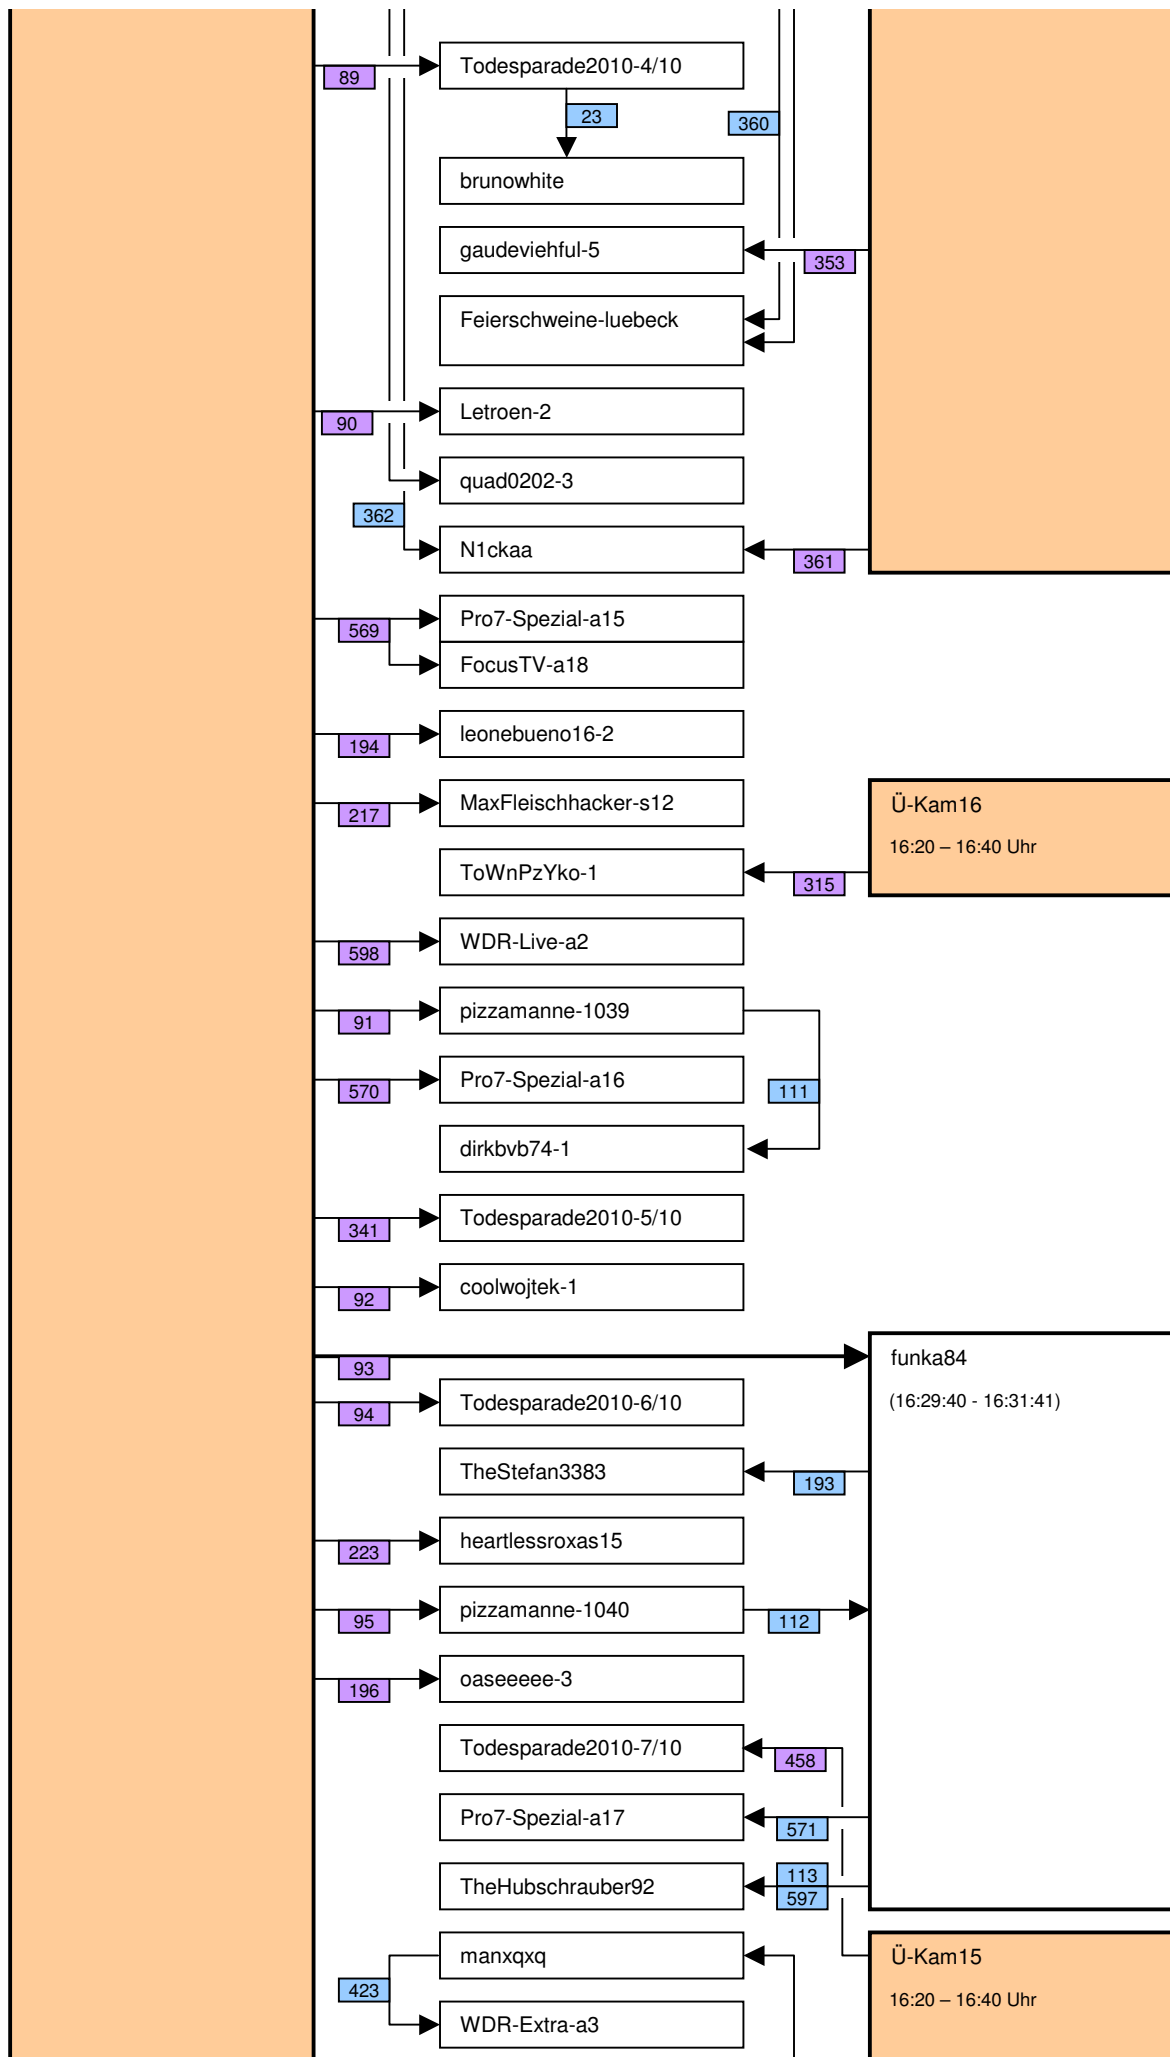 Todesparade2010-4/10
89
23
360
brunowhite
gaudeviehful-5
353
Feierschweine-luebeck
Letroen-2
90
quad0202-3
362
N1ckaa
361
Pro7-Spezial-a15
569
FocusTV-a18
leonebueno16-2
194
MaxFleischhacker-s12
217
Ü-Kam16
16:20 – 16:40 Uhr
ToWnPzYko-1
315
WDR-Live-a2
598
pizzamanne-1039
91
Pro7-Spezial-a16
570
111
dirkbvb74-1
Todesparade2010-5/10
341
coolwojtek-1
92
funka84
(16:29:40 - 16:31:41)
93
Todesparade2010-6/10
94
TheStefan3383
193
heartlessroxas15
223
pizzamanne-1040
95
112
oaseeeee-3
196
Todesparade2010-7/10
458
Pro7-Spezial-a17
571
TheHubschrauber92
113
597
manxqxq
423
Ü-Kam15
16:20 – 16:40 Uhr
WDR-Extra-a3